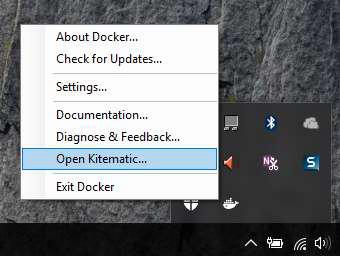 About Docker...
Check for Updates...
Settings...
Documentation...
Diagnose & Feedback...
Open Kitematic...
Exit Docker